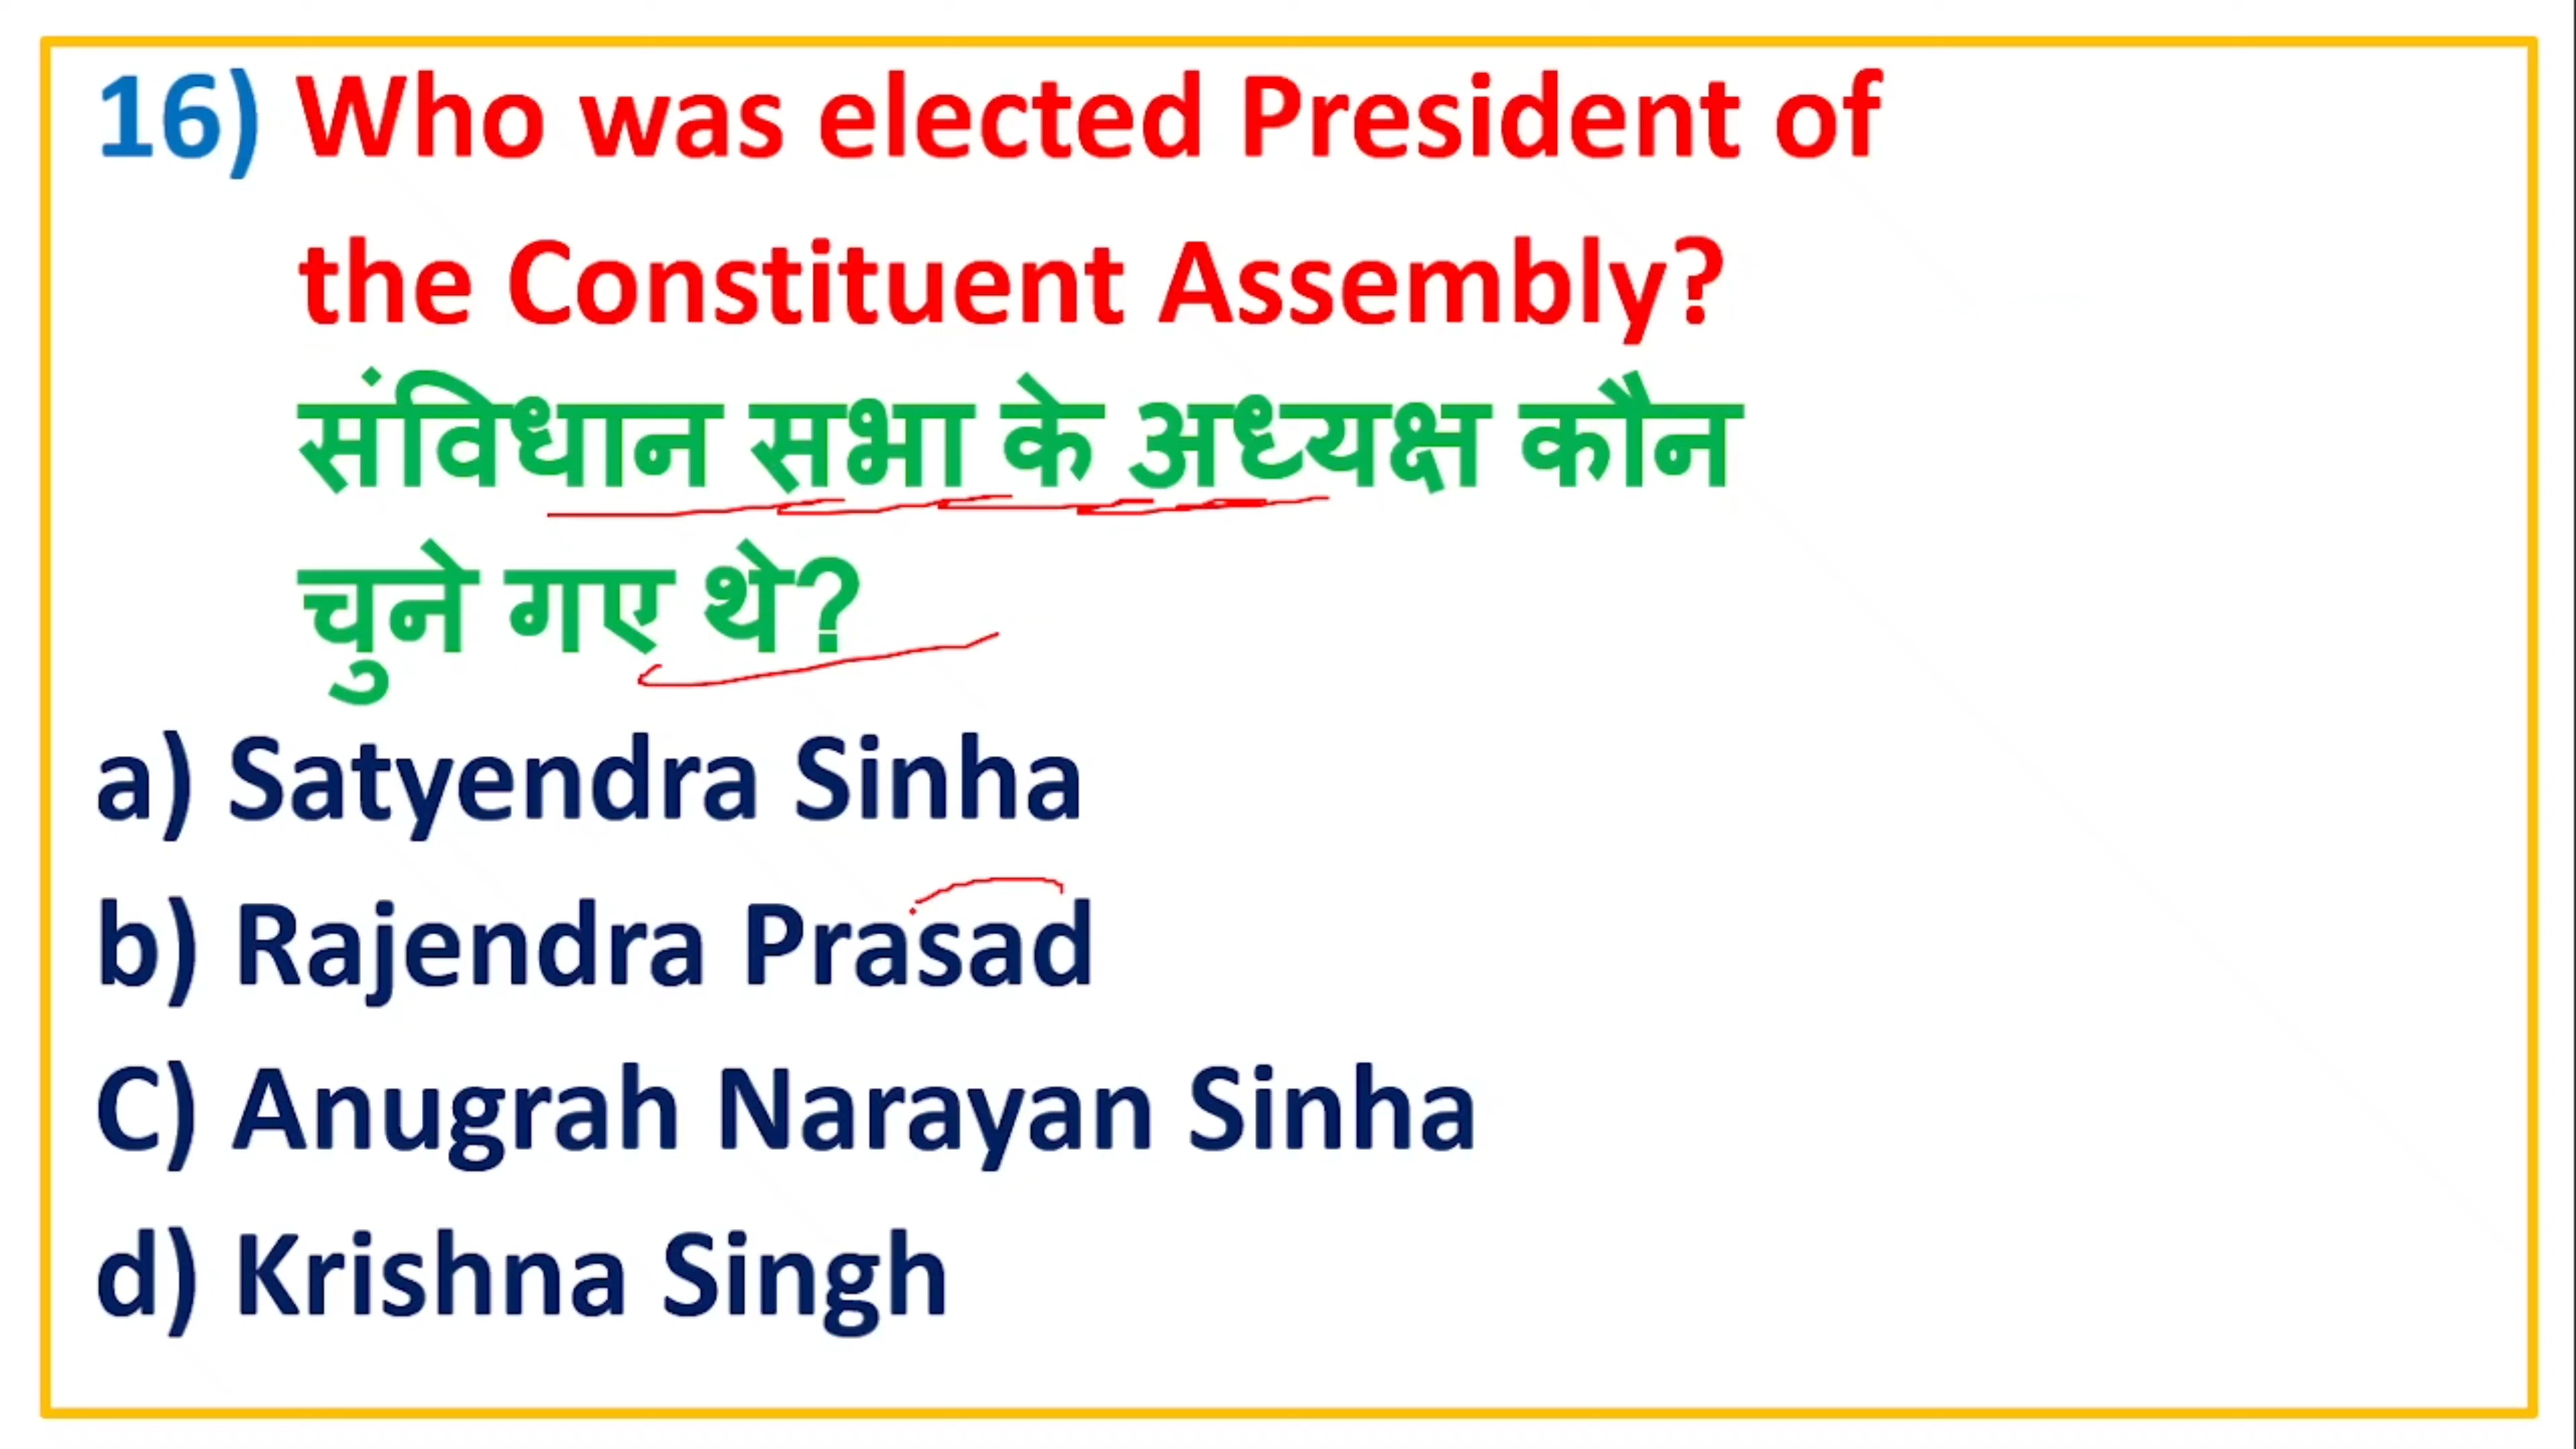 16) Who was elected President of
the Constituent Assembly?
संविधान सभा के अध्यक्ष कौन
चुने गए थे?
a) Satyendra Sinha
b) Rajendra Prasad
C) Anugrah Narayan Sinha
d) Krishna Singh